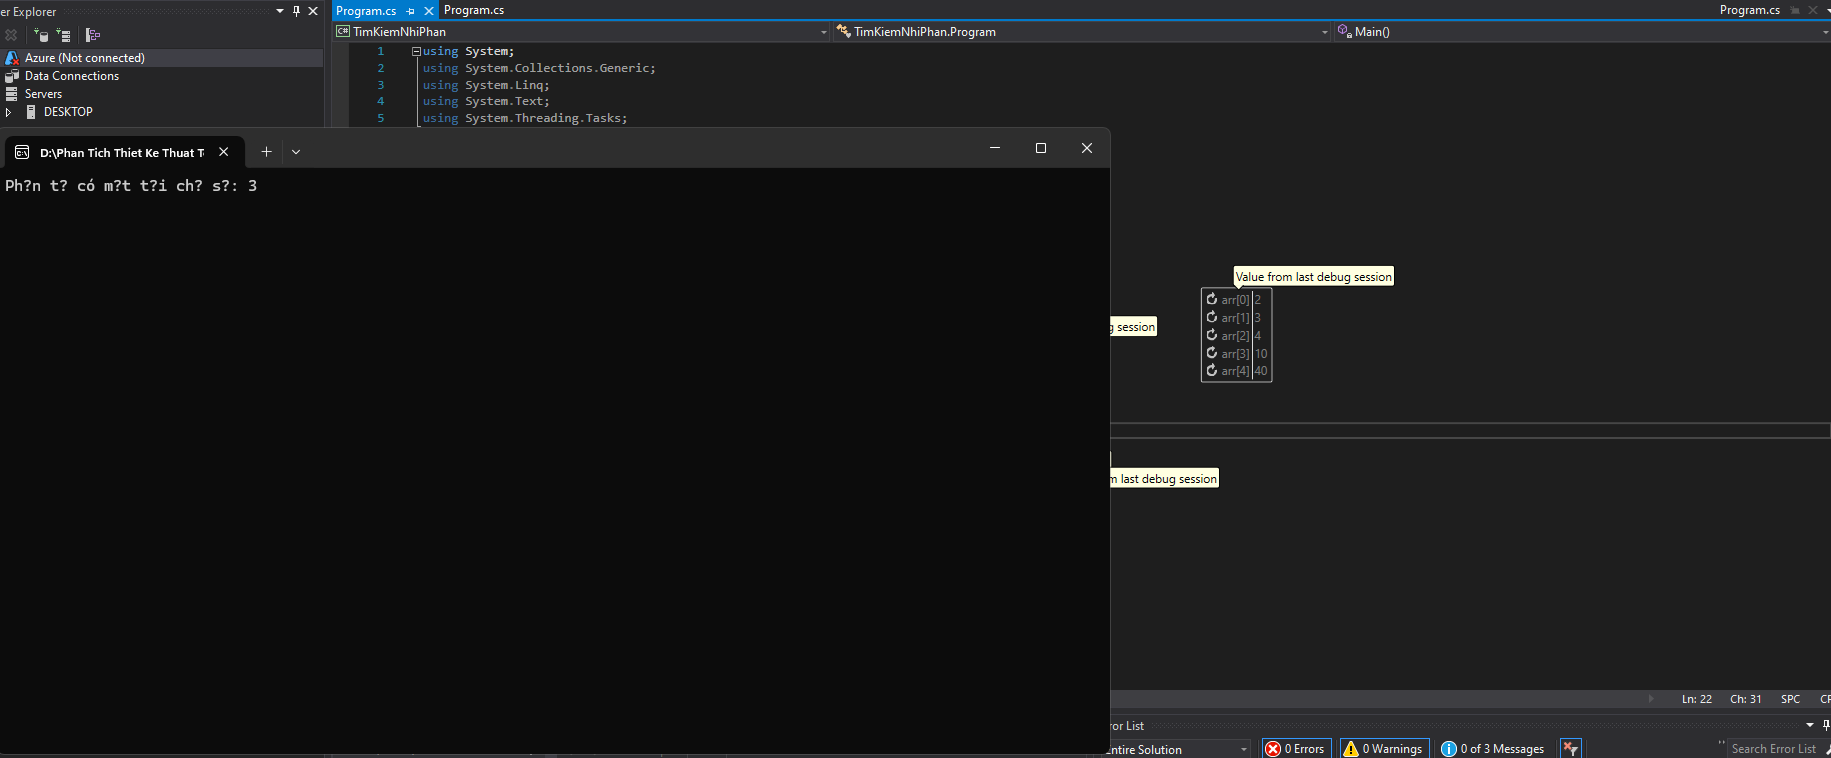 er Explorer
Azure (Not connected)
Data Connections
Servers
DESKTOP
Program.cs
Program.cs
Program.cs
TimKiemNhiPhan
TimKiemNhiPhan.Program
Main()
1 using System;
2 using System.Collections.Generic;
3 using System.Linq;
4 using System.Text;
5 using System.Threading.Tasks;
D:\Phan Tich Thiet Ke Thuat T
Ph?n t? có m?t t?i ch? s?: 3
Value from last debug session
arr[0] 2
arr[1] 3
arr[2] 4
arr[3] 10
arr[4] 40
session
m last debug session
Ln: 22 Ch: 31 SPC
ror List
ntire Solution
0 Errors
0 Warnings
0 of 3 Messages
Search Error List